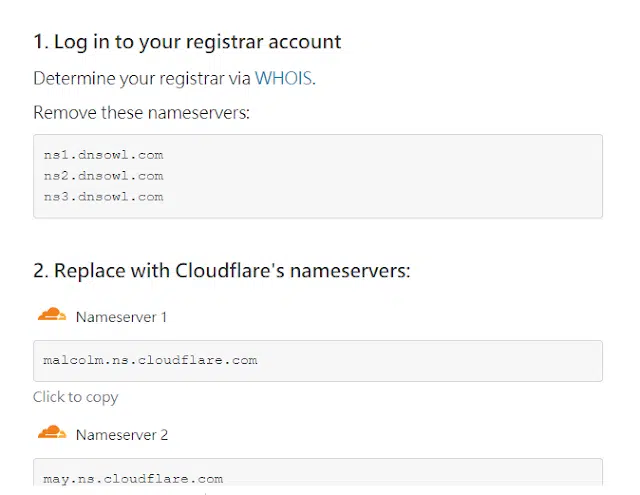 1. Log in to your registrar account
Determine your registrar via WHOIS.
Remove these nameservers:
ns1.dnsowl.com
ns2.dnsowl.com
ns3.dnsowl.com
2. Replace with Cloudflare's nameservers:
Nameserver 1
malcolm.ns.cloudflare.com
Click to copy
Nameserver 2
may.ns.cloudflare.com